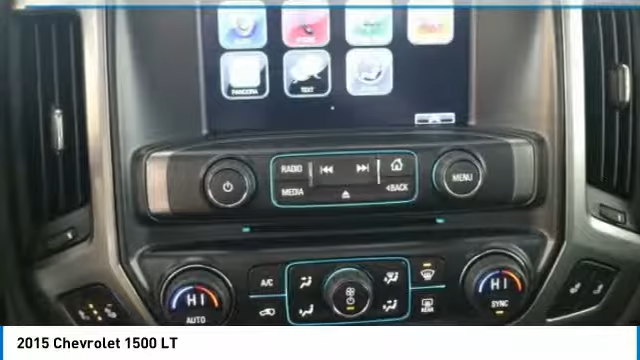 PANDORA
TEXT
RADIO
MEDIA
BACK
MENU
HI
AUTO
A/C
REAR
HI
SYNC
2015 Chevrolet 1500 LT